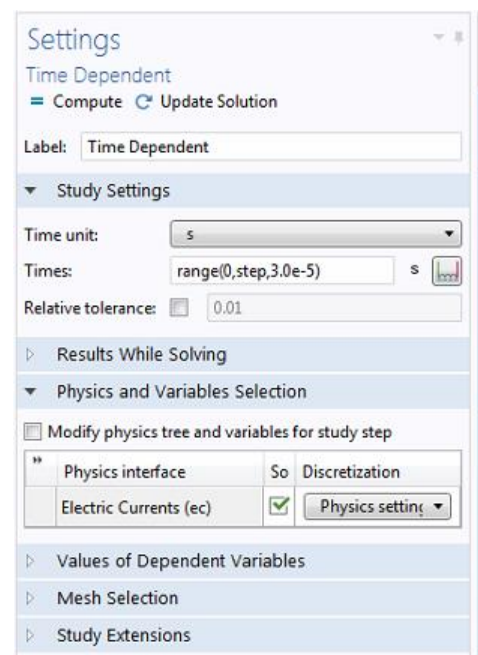 Settings
Time Dependent
= Compute Update Solution
Label: Time Dependent
Study Settings
Time unit: s
Times: range(0,step,3.0e-5) s
Relative tolerance: 0.01
Results While Solving
Physics and Variables Selection
Modify physics tree and variables for study step
Physics interface So Discretization
Electric Currents (ec) Physics setting
Values of Dependent Variables
Mesh Selection
Study Extensions